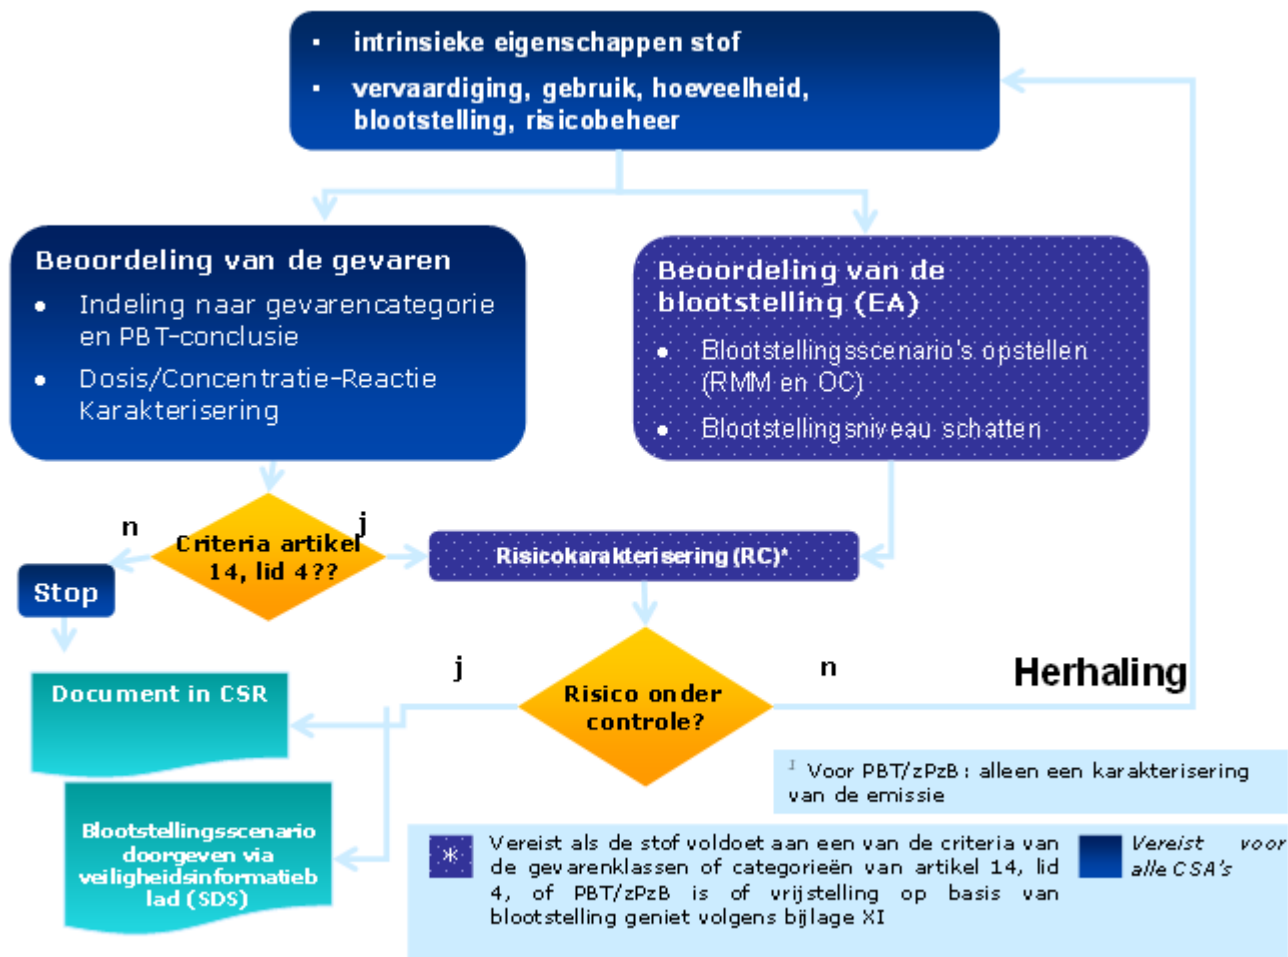 ▪ intrinsieke eigenschappen stof
▪ vervaardiging, gebruik, hoeveelheid,
blootstelling, risicobeheer
Beoordeling van de gevaren
● Indeling naar gevarencategorie
en PBT-conclusie
● Dosis/Concentratie-Reactie
Karakterisering
Beoordeling van de
blootstelling (EA)
● Blootstellingsscenario's opstellen
(RMM en OC)
● Blootstellingsniveau schatten
n
j
Criteria artikel
14, lid 4??
Risicokarakterisering (RC)*
Stop
j
n
Herhaling
Document in CSR
Risico onder
controle?
1 Voor PBT/zPzB: alleen een karakterisering
van de emissie
Blootstellingsscenario
doorgeven via
veiligheidsinformatieb
lad (SDS)
* Vereist als de stof voldoet aan een van de criteria van
de gevarenklassen of categorieën van artikel 14, lid
4, of PBT/zPzB is of vrijstelling op basis van
blootstelling geniet volgens bijlage XI
Vereist voor
alle CSA's